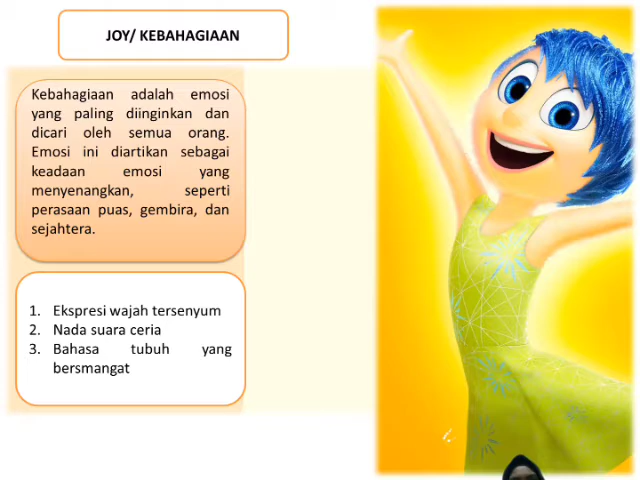 JOY/ KEBAHAGIAAN
Kebahagiaan adalah emosi
yang paling diinginkan dan
dicari oleh semua orang.
Emosi ini diartikan sebagai
keadaan emosi yang
menyenangkan, seperti
perasaan puas, gembira, dan
sejahtera.
1. Ekspresi wajah tersenyum
2. Nada suara ceria
3. Bahasa tubuh yang
bersmangat